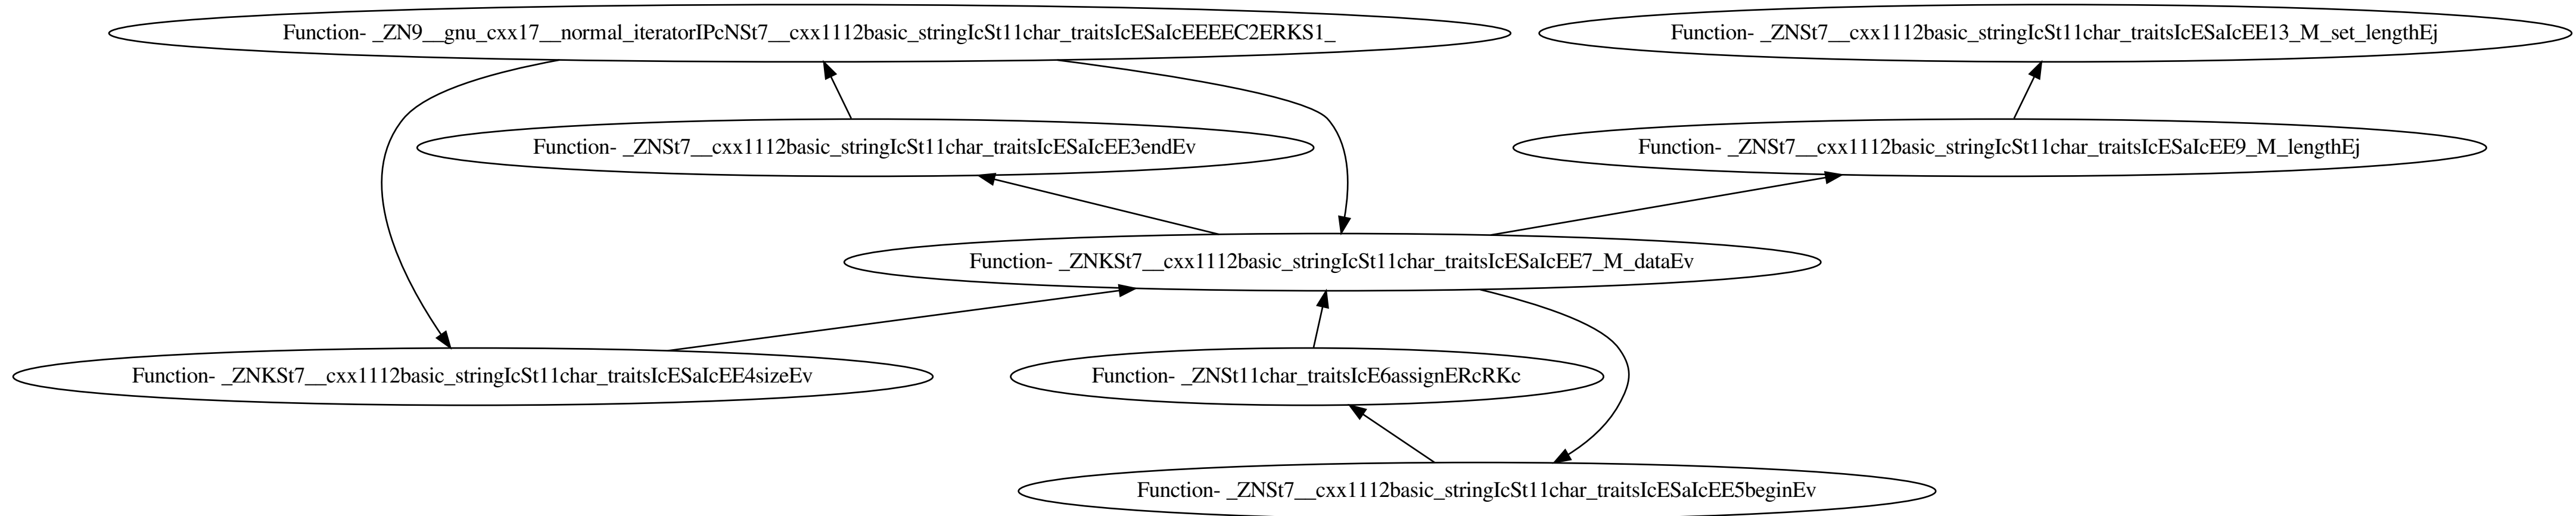 Function- _ZN9__gnu_cxx17__normal_iteratorIPcNSt7__cxx1112basic_stringIcSt11char_traitsIcESaIcEEEEC2ERKS1_
Function- _ZNSt7__cxx1112basic_stringIcSt11char_traitsIcESaIcEE13_M_set_lengthEj
Function- _ZNSt7__cxx1112basic_stringIcSt11char_traitsIcESaIcEE3endEv
Function- _ZNSt7__cxx1112basic_stringIcSt11char_traitsIcESaIcEE9_M_lengthEj
Function- _ZNKSt7__cxx1112basic_stringIcSt11char_traitsIcESaIcEE7_M_dataEv
Function- _ZNKSt7__cxx1112basic_stringIcSt11char_traitsIcESaIcEE4sizeEv
Function- _ZNSt11char_traitsIcE6assignERcRKc
Function- _ZNSt7__cxx1112basic_stringIcSt11char_traitsIcESaIcEE5beginEv